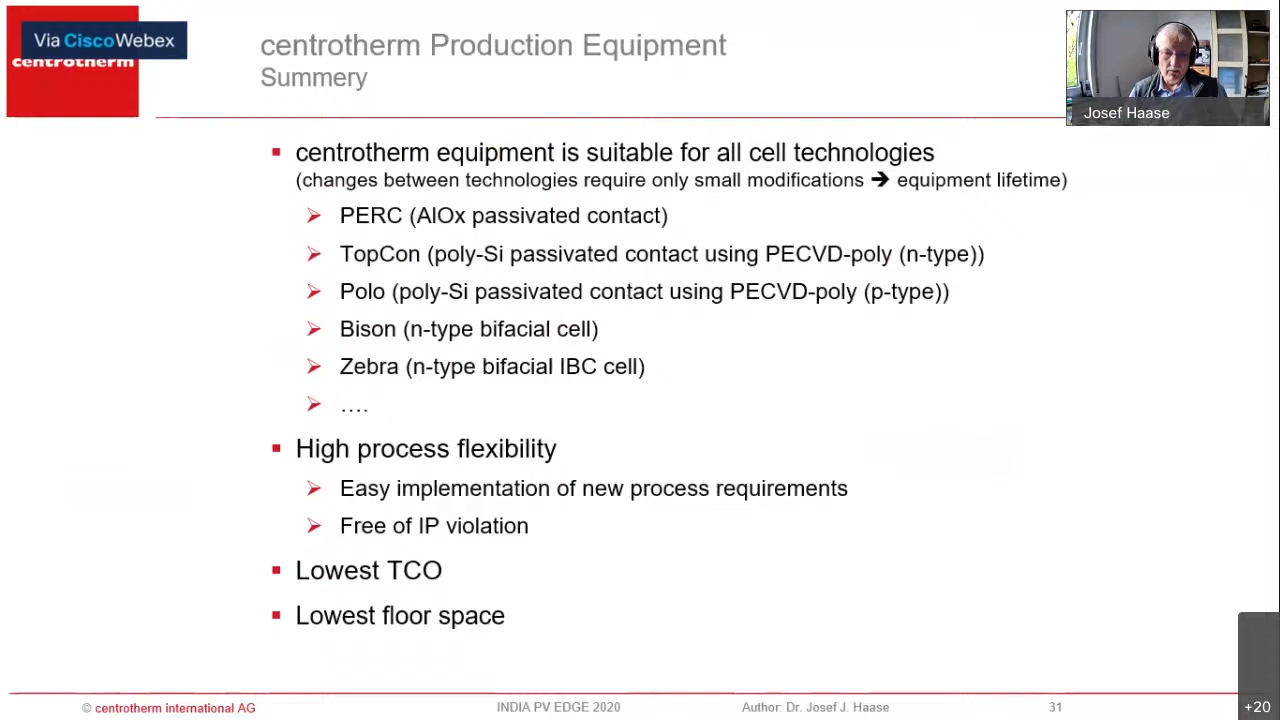 Via CiscoWebex
centrotherm
centrotherm Production Equipment
Summery
Josef Haase
▪ centrotherm equipment is suitable for all cell technologies
(changes between technologies require only small modifications ➔ equipment lifetime)
➢ PERC (AlOx passivated contact)
➢ TopCon (poly-Si passivated contact using PECVD-poly (n-type))
➢ Polo (poly-Si passivated contact using PECVD-poly (p-type))
➢ Bison (n-type bifacial cell)
➢ Zebra (n-type bifacial IBC cell)
➢ ….
▪ High process flexibility
➢ Easy implementation of new process requirements
➢ Free of IP violation
▪ Lowest TCO
▪ Lowest floor space
© centrotherm international AG INDIA PV EDGE 2020 Author: Dr. Josef J. Haase 31
+20